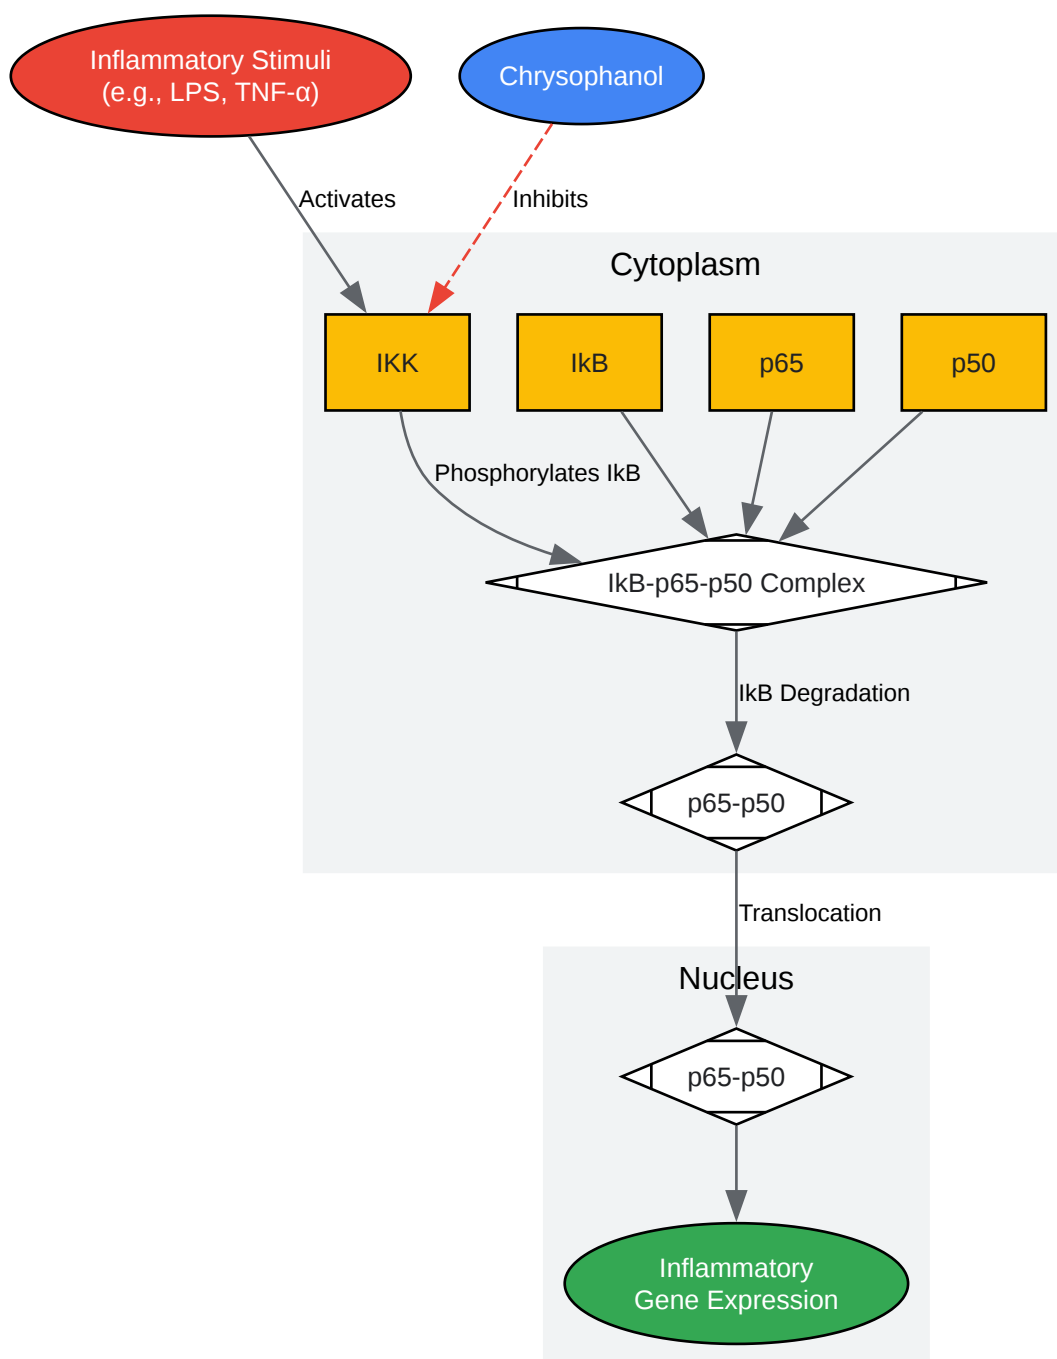 Inflammatory Stimuli
(e.g., LPS, TNF-α)
Chrysophanol
Activates
Inhibits
Cytoplasm
IKK
IkB
p65
p50
Phosphorylates IkB
IkB-p65-p50 Complex
IkB Degradation
p65-p50
Translocation
Nucleus
p65-p50
Inflammatory
Gene Expression